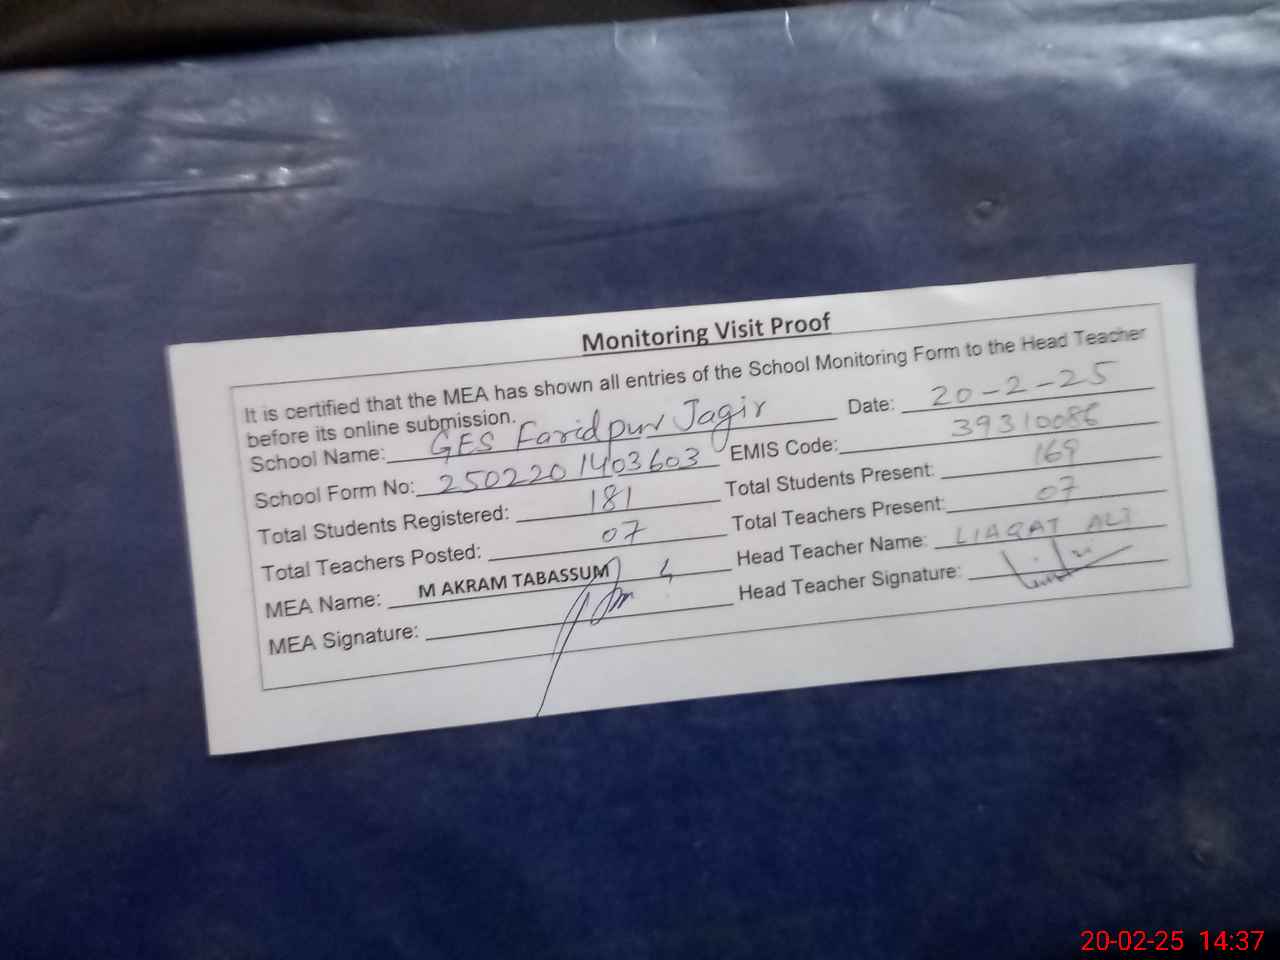 Monitoring Visit Proof
It is certified that the MEA has shown all entries of the School Monitoring Form to the Head Teacher
before its online submission.
School Name: GES Faridpur Jagir Date: 20-2-25
School Form No: 2502201403603 EMIS Code: 39310086
Total Students Registered: 181 Total Students Present: 169
Total Teachers Posted: 07 Total Teachers Present: 07
MEA Name: M AKRAM TABASSUM Head Teacher Name: LIAQAT ALI
MEA Signature: Head Teacher Signature:
20-02-25 14:37